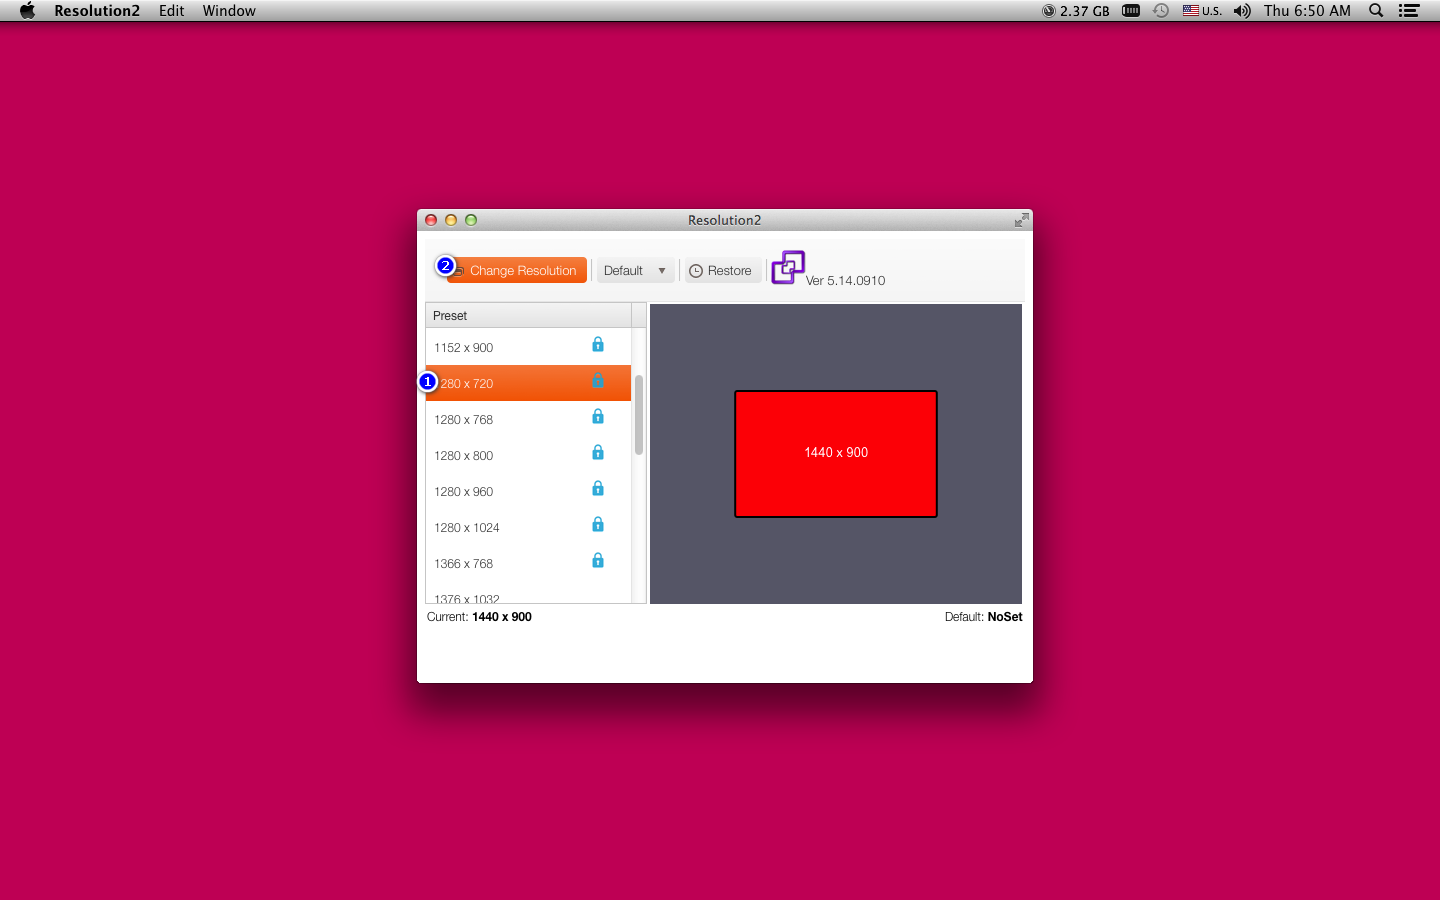 Resolution2 Edit Window 2.37 GB U.S. Thu 6:50 AM
Resolution2
2 Change Resolution Default Restore Ver 5.14.0910
Preset
1152 x 900
1 280 x 720
1280 x 768
1280 x 800
1280 x 960
1280 x 1024
1366 x 768
1376 x 1032
1440 x 900
Current: 1440 x 900 Default: NoSet